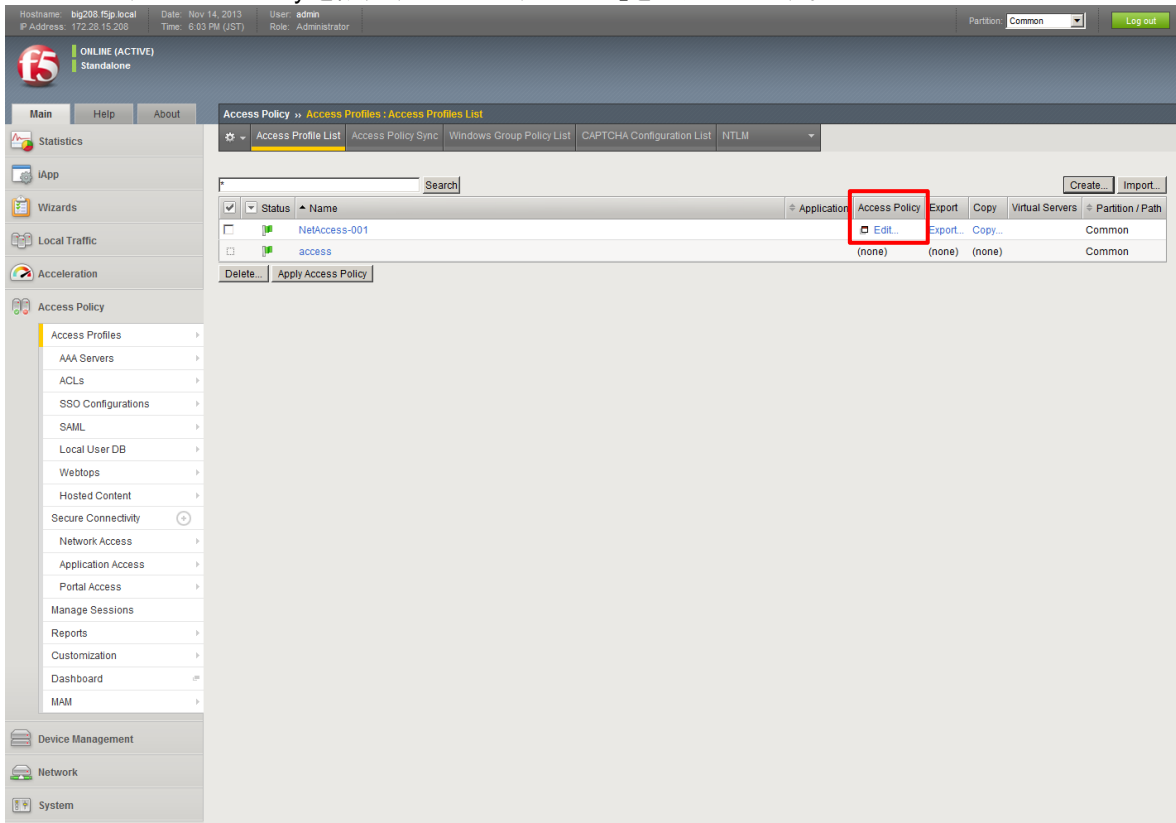 Hostname: big208.f5jp.local Date: Nov 14, 2013 User: admin
IP Address: 172.28.15.208 Time: 6:03 PM (JST) Role: Administrator
Partition: Common Log out
f5
ONLINE (ACTIVE)
Standalone
Main Help About
Access Policy ›› Access Profiles : Access Profiles List
Access Profile List Access Policy Sync Windows Group Policy List CAPTCHA Configuration List NTLM
* Search Create... Import...
Status Name Application Access Policy Export Copy Virtual Servers Partition / Path
NetAccess-001 Edit... Export... Copy... Common
access (none) (none) (none) Common
Delete... Apply Access Policy
Statistics
iApp
Wizards
Local Traffic
Acceleration
Access Policy
Access Profiles
AAA Servers
ACLs
SSO Configurations
SAML
Local User DB
Webtops
Hosted Content
Secure Connectivity
Network Access
Application Access
Portal Access
Manage Sessions
Reports
Customization
Dashboard
MAM
Device Management
Network
System